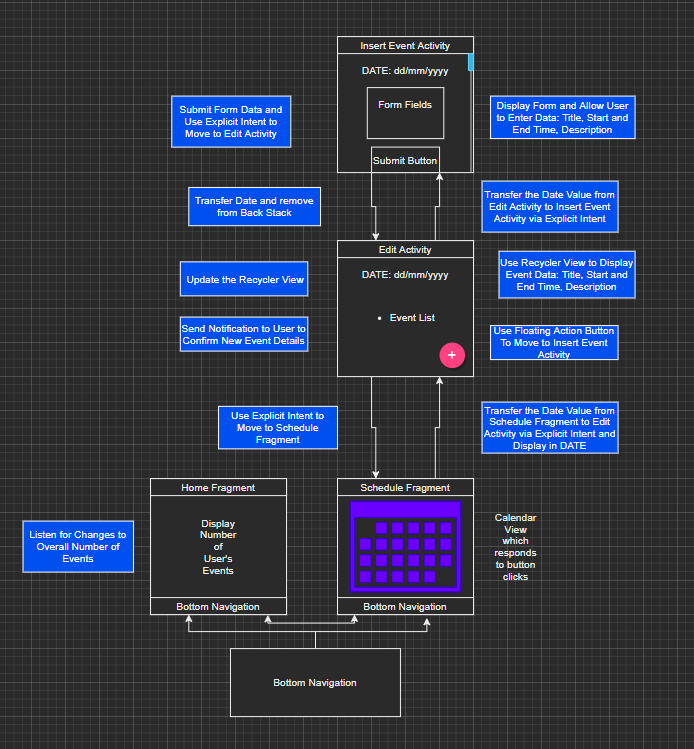 Insert Event Activity
DATE: dd/mm/yyyy
Form Fields
Submit Button
Submit Form Data and
Use Explicit Intent to
Move to Edit Activity
Display Form and Allow User
to Enter Data: Title, Start and
End Time, Description
Transfer Date and remove
from Back Stack
Transfer the Date Value from
Edit Activity to Insert Event
Activity via Explicit Intent
Edit Activity
DATE: dd/mm/yyyy
• Event List
+
Update the Recycler View
Use Recycler View to Display
Event Data: Title, Start and
End Time, Description
Send Notification to User to
Confirm New Event Details
Use Floating Action Button
To Move to Insert Event
Activity
Use Explicit Intent to
Move to Schedule
Fragment
Transfer the Date Value from
Schedule Fragment to Edit
Activity via Explicit Intent and
Display in DATE
Home Fragment
Display
Number
of
User's
Events
Bottom Navigation
Schedule Fragment
Bottom Navigation
Listen for Changes to
Overall Number of
Events
Calendar
View
which
responds
to button
clicks
Bottom Navigation